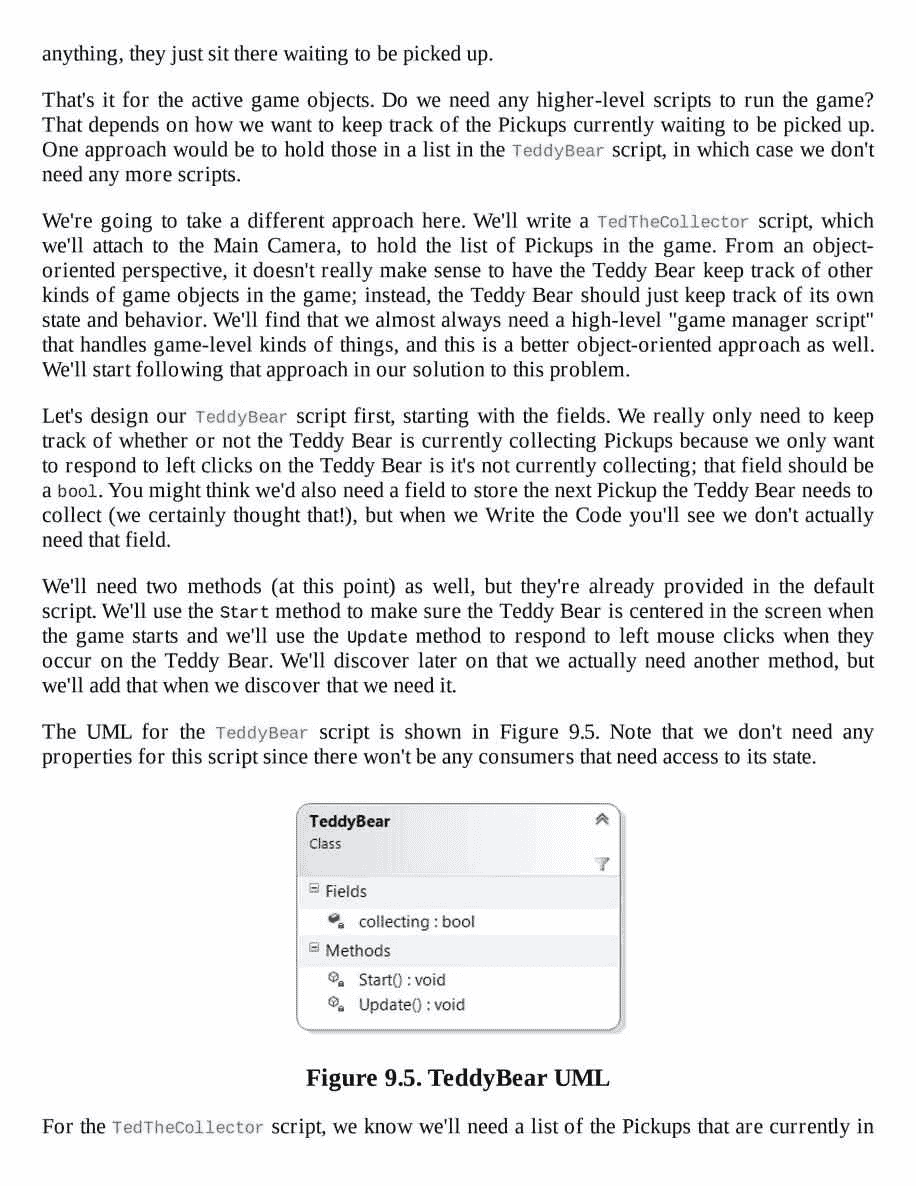 anything, they just sit there waiting to be picked up.
That's it for the active game objects. Do we need any higher-level scripts to run the game?
That depends on how we want to keep track of the Pickups currently waiting to be picked up.
One approach would be to hold those in a list in the TeddyBear script, in which case we don't
need any more scripts.
We're going to take a different approach here. We'll write a TedTheCollector script, which
we'll attach to the Main Camera, to hold the list of Pickups in the game. From an object-
oriented perspective, it doesn't really make sense to have the Teddy Bear keep track of other
kinds of game objects in the game; instead, the Teddy Bear should just keep track of its own
state and behavior. We'll find that we almost always need a high-level "game manager script"
that handles game-level kinds of things, and this is a better object-oriented approach as well.
We'll start following that approach in our solution to this problem.
Let's design our TeddyBear script first, starting with the fields. We really only need to keep
track of whether or not the Teddy Bear is currently collecting Pickups because we only want
to respond to left clicks on the Teddy Bear is it's not currently collecting; that field should be
a bool. You might think we'd also need a field to store the next Pickup the Teddy Bear needs to
collect (we certainly thought that!), but when we Write the Code you'll see we don't actually
need that field.
We'll need two methods (at this point) as well, but they're already provided in the default
script. We'll use the Start method to make sure the Teddy Bear is centered in the screen when
the game starts and we'll use the Update method to respond to left mouse clicks when they
occur on the Teddy Bear. We'll discover later on that we actually need another method, but
we'll add that when we discover that we need it.
The UML for the TeddyBear script is shown in Figure 9.5. Note that we don't need any
properties for this script since there won't be any consumers that need access to its state.
TeddyBear
Class
Fields
collecting : bool
Methods
Start() : void
Update() : void
Figure 9.5. TeddyBear UML
For the TedTheCollector script, we know we'll need a list of the Pickups that are currently in